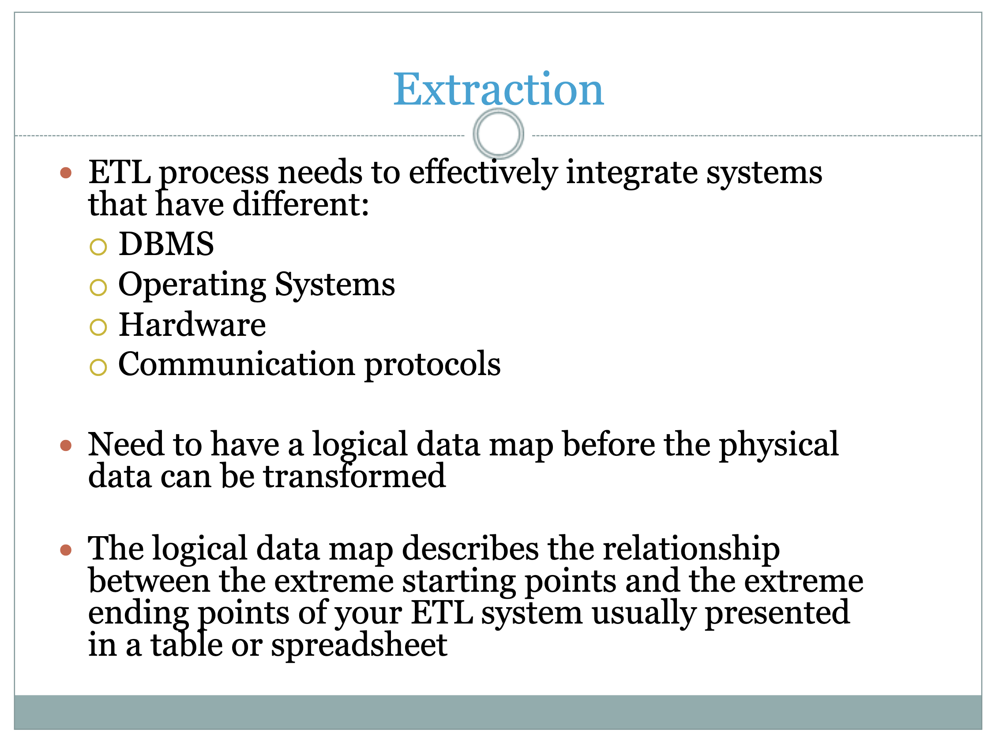 Extraction
ETL process needs to effectively integrate systems
that have different:
DBMS
Operating Systems
Hardware
Communication protocols
Need to have a logical data map before the physical
data can be transformed
The logical data map describes the relationship
between the extreme starting points and the extreme
ending points of your ETL system usually presented
in a table or spreadsheet